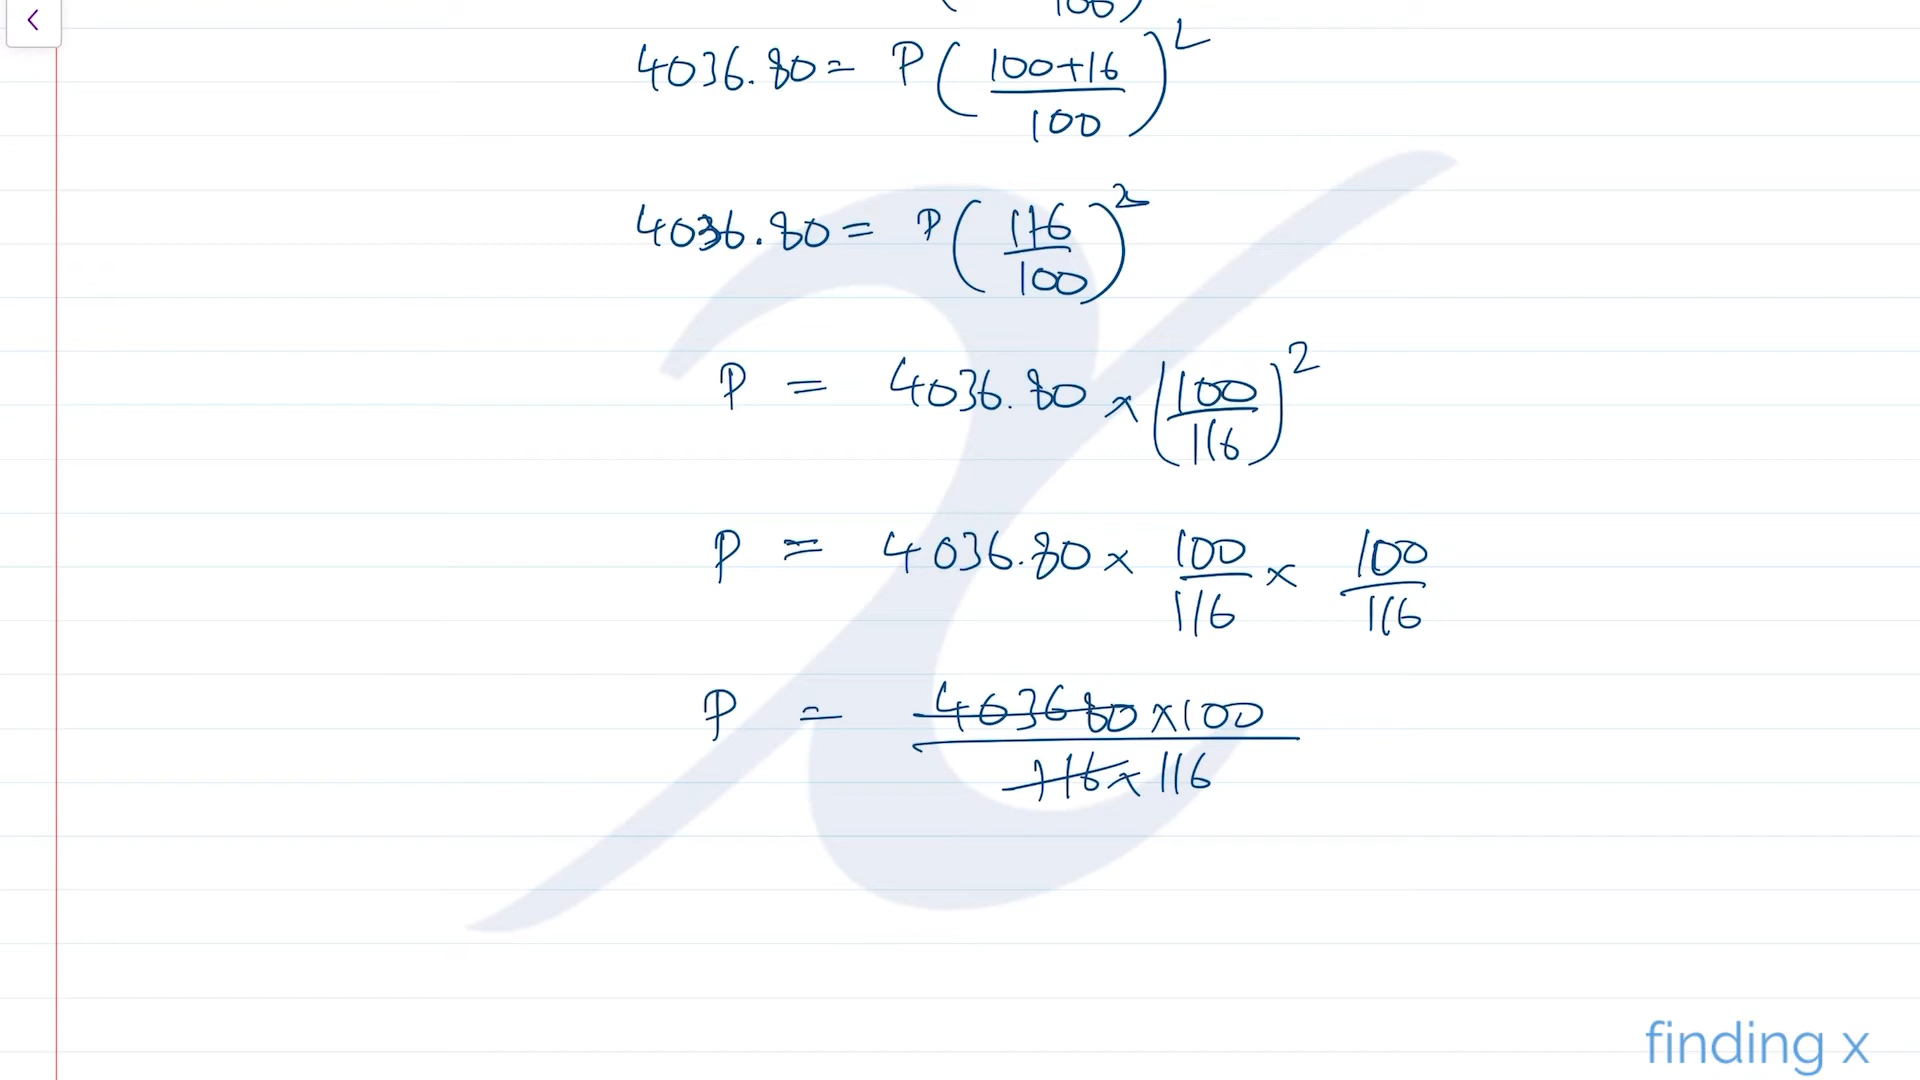 100)
4036.80 = P(100+16/100)²
4036.80 = P(116/100)²
P = 4036.80 × (100/116)²
P = 4036.80 × 100/116 × 100/116
P = 403680×100/116×116
finding x